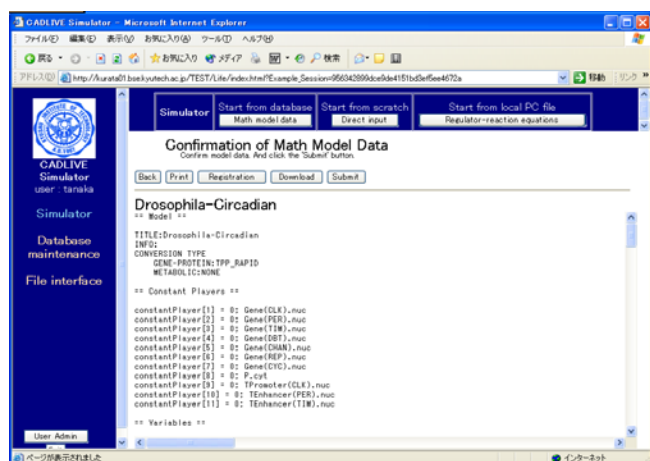 CADLIVE Simulator - Microsoft Internet Explorer
ファイル(F) 編集(E) 表示(V) お気に入り(A) ツール(T) ヘルプ(H)
戻る 検索 お気に入り メディア
アドレス(D) http://kurata01.bse.kyutech.ac.jp/TEST/Life/index.html?Example_Session=956342899dce9de4151bd3ef6ee4672a 移動 リンク »
CADLIVE
Simulator
user : tanaka
Simulator
Database
maintenance
File interface
User Admin
Simulator
Start from database
Math model data
Start from scratch
Direct input
Start from local PC file
Regulator-reaction equations
Confirmation of Math Model Data
Confirm model data. And click the 'Submit' button.
Back Print Registration Download Submit
Drosophila-Circadian
== Model ==
TITLE:Drosophila-Circadian
INFO:
CONVERSION TYPE
GENE-PROTEIN:TPP_RAPID
METABOLIC:NONE
== Constant Players ==
constantPlayer[1] = 0; Gene(CLK).nuc
constantPlayer[2] = 0; Gene(PER).nuc
constantPlayer[3] = 0; Gene(TIM).nuc
constantPlayer[4] = 0; Gene(DBT).nuc
constantPlayer[5] = 0; Gene(CHAN).nuc
constantPlayer[6] = 0; Gene(REP).nuc
constantPlayer[7] = 0; Gene(CYC).nuc
constantPlayer[8] = 0; P.cyt
constantPlayer[9] = 0; TPromoter(CLK).nuc
constantPlayer[10] = 0; TEnhancer(PER).nuc
constantPlayer[11] = 0; TEnhancer(TIM).nuc
== Variables ==
ページが表示されました インターネット